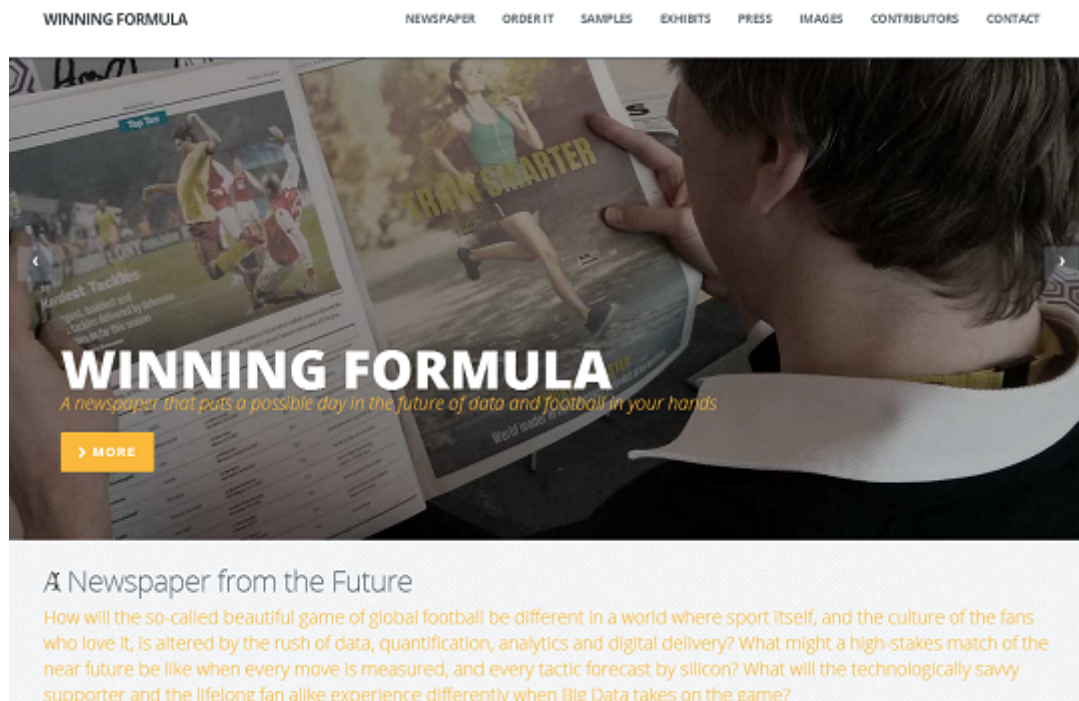 WINNING FORMULA
NEWSPAPER ORDER IT SAMPLES EXHIBITS PRESS IMAGES CONTRIBUTORS CONTACT
Top Ten
TRAIN SMARTER
Hardest Tackles
WINNING FORMULA
A newspaper that puts a possible day in the future of data and football in your hands
World leader in
MORE
A Newspaper from the Future
How will the so-called beautiful game of global football be different in a world where sport itself, and the culture of the fans
who love it, is altered by the rush of data, quantification, analytics and digital delivery? What might a high-stakes match of the
near future be like when every move is measured, and every tactic forecast by silicon? What will the technologically savvy
supporter and the lifelong fan alike experience differently when Big Data takes on the game?